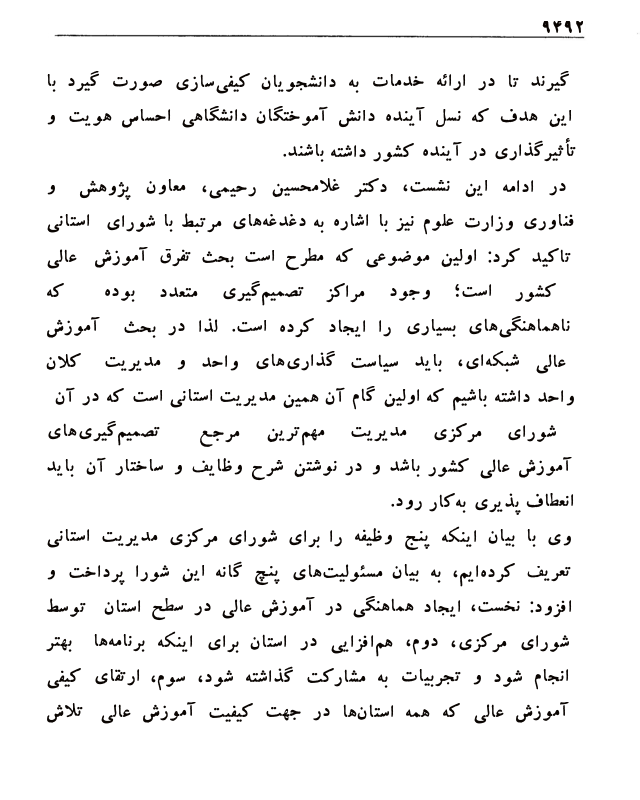 ۹۴۹۲
گیرند تا در ارائه خدمات به دانشجویان کیفی‌سازی صورت گیرد با
این هدف که نسل آینده دانش آموختگان دانشگاهی احساس هویت و
تأثیرگذاری در آینده کشور داشته باشند.
در ادامه این نشست، دکتر غلامحسین رحیمی، معاون پژوهش و
فناوری وزارت علوم نیز با اشاره به دغدغه‌های مرتبط با شورای استانی
تاکید کرد: اولین موضوعی که مطرح است بحث تفرق آموزش عالی
کشور است؛ وجود مراکز تصمیم‌گیری متعدد بوده که
ناهماهنگی‌های بسیاری را ایجاد کرده است. لذا در بحث آموزش
عالی شبکه‌ای، باید سیاست گذاری‌های واحد و مدیریت کلان
واحد داشته باشیم که اولین گام آن همین مدیریت استانی است که در آن
شورای مرکزی مدیریت مهم‌ترین مرجع تصمیم‌گیری‌های
آموزش عالی کشور باشد و در نوشتن شرح وظایف و ساختار آن باید
انعطاف پذیری به‌کار رود.
وی با بیان اینکه پنج وظیفه را برای شورای مرکزی مدیریت استانی
تعریف کرده‌ایم، به بیان مسئولیت‌های پنچ گانه این شورا پرداخت و
افزود: نخست، ایجاد هماهنگی در آموزش عالی در سطح استان توسط
شورای مرکزی، دوم، هم‌افزایی در استان برای اینکه برنامه‌ها بهتر
انجام شود و تجربیات به مشارکت گذاشته شود، سوم، ارتقای کیفی
آموزش عالی که همه استان‌ها در جهت کیفیت آموزش عالی تلاش